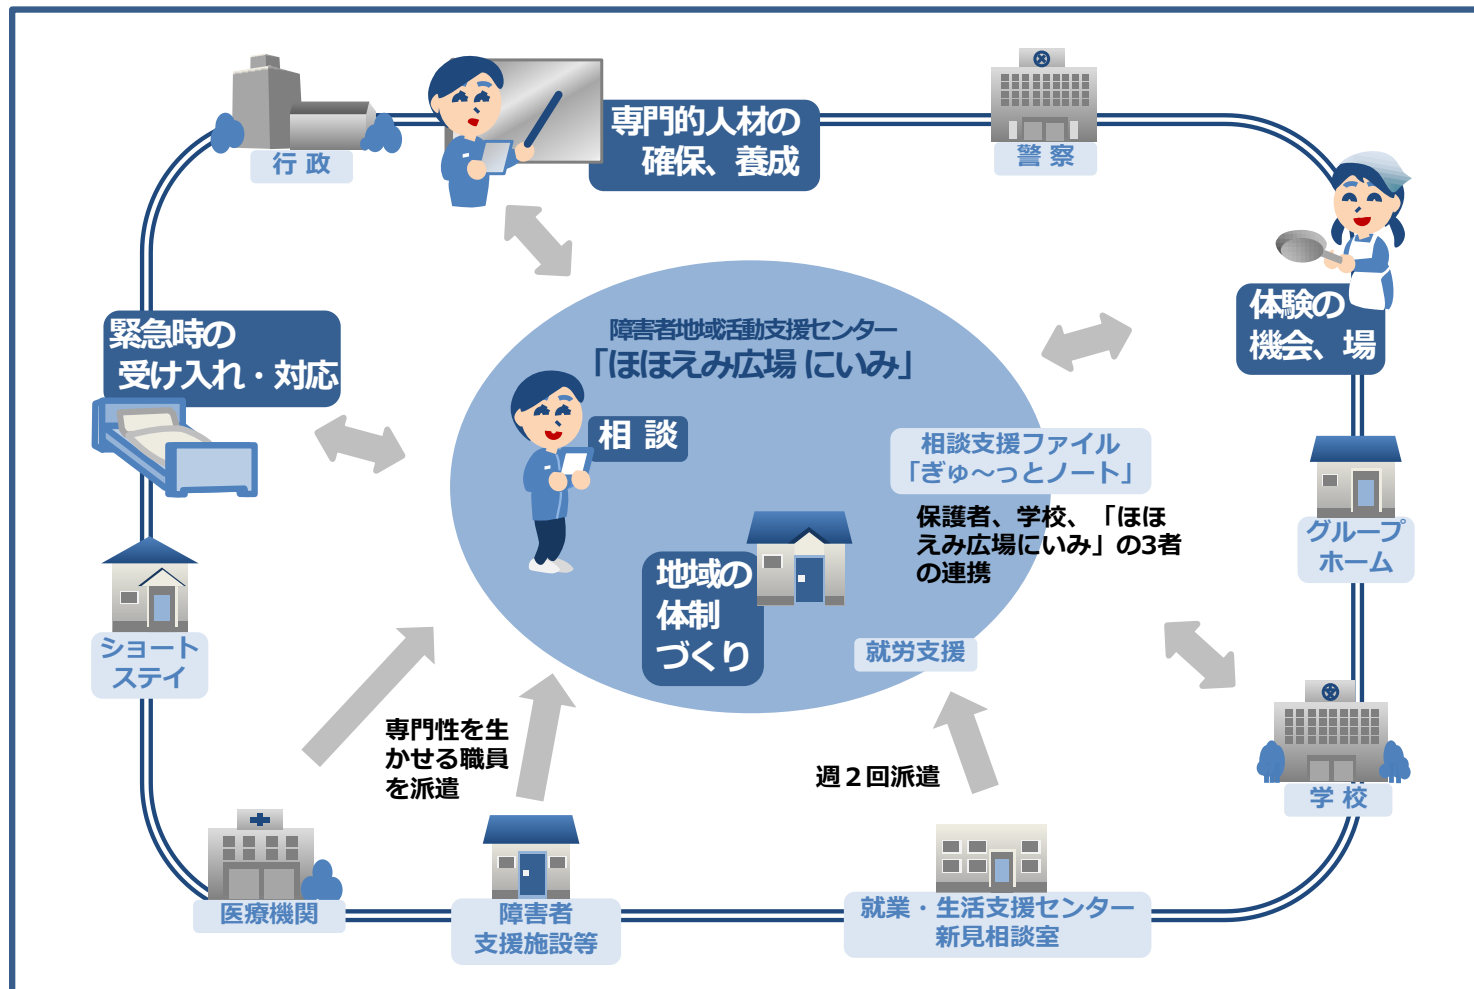 専門的人材の
確保、養成
行 政
警 察
体験の
機会、場
緊急時の
受け入れ・対応
障害者地域活動支援センター
「ほほえみ広場 にいみ」
相 談
相談支援ファイル
「ぎゅ～っとノート」
保護者、学校、「ほほ
えみ広場にいみ」の3者
の連携
グループ
ホーム
地域の
体制
づくり
就労支援
ショート
ステイ
専門性を生
かせる職員
を派遣
週２回派遣
学 校
医療機関
障害者
支援施設等
就業・生活支援センター
新見相談室